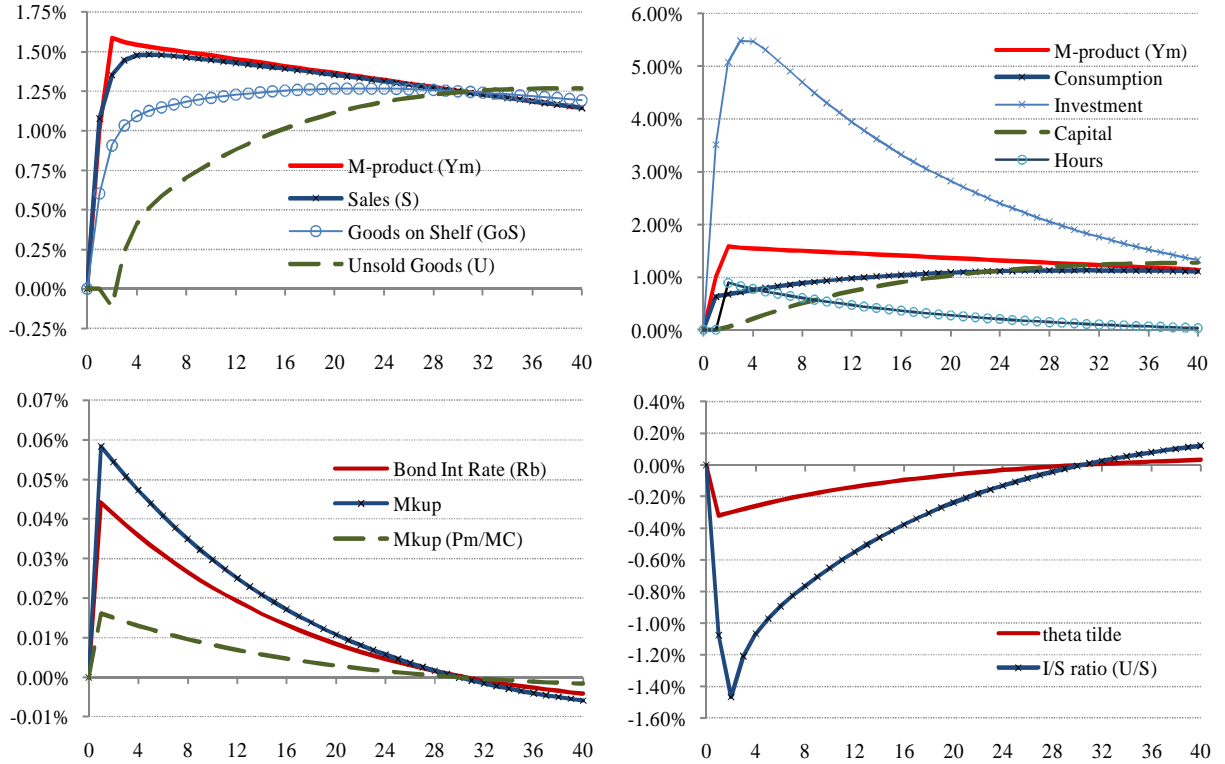 1.75%
1.50%
1.25%
1.00%
0.75%
0.50%
0.25%
0.00%
-0.25%
0 4 8 12 16 20 24 28 32 36 40
M-product (Ym)
Sales (S)
Goods on Shelf (GoS)
Unsold Goods (U)
6.00%
5.00%
4.00%
3.00%
2.00%
1.00%
0.00%
0 4 8 12 16 20 24 28 32 36 40
M-product (Ym)
Consumption
Investment
Capital
Hours
0.07%
0.06%
0.05%
0.04%
0.03%
0.02%
0.01%
0.00%
-0.01%
0 4 8 12 16 20 24 28 32 36 40
Bond Int Rate (Rb)
Mkup
Mkup (Pm/MC)
0.40%
0.20%
0.00%
-0.20%
-0.40%
-0.60%
-0.80%
-1.00%
-1.20%
-1.40%
-1.60%
0 4 8 12 16 20 24 28 32 36 40
theta tilde
I/S ratio (U/S)